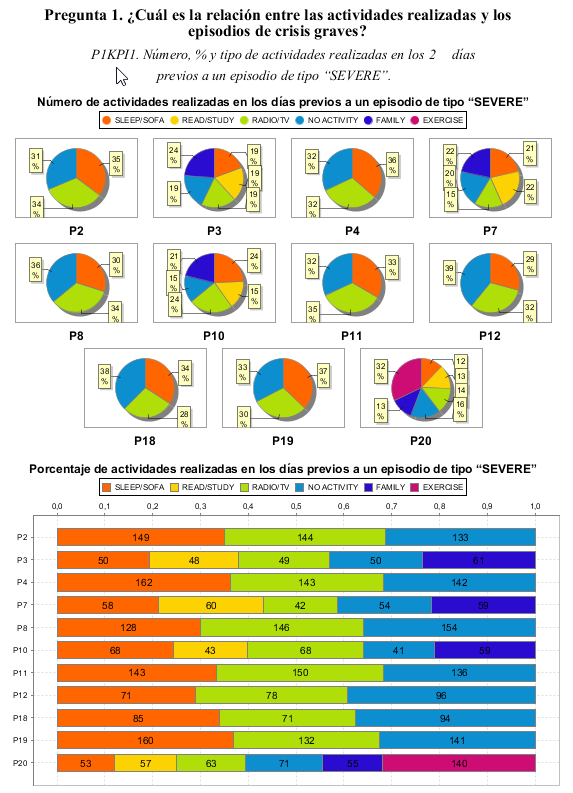 Pregunta 1. ¿Cuál es la relación entre las actividades realizadas y los
episodios de crisis graves?
P1KPI1. Número, % y tipo de actividades realizadas en los 2 días
previos a un episodio de tipo “SEVERE”.
Número de actividades realizadas en los días previos a un episodio de tipo “SEVERE”
SLEEP/SOFA READ/STUDY RADIO/TV NO ACTIVITY FAMILY EXERCISE
31 % 35 % 34 %
24 % 19 % 19 % 19 % 19 %
32 % 36 % 32 %
22 % 20 % 15 % 21 % 22 %
P2 P3 P4 P7
36 % 30 % 34 %
21 % 15 % 24 % 24 % 15 %
32 % 33 % 35 %
39 % 29 % 32 %
P8 P10 P11 P12
38 % 34 % 28 %
33 % 37 % 30 %
32 % 13 % 12 13 14 16 %
P18 P19 P20
Porcentaje de actividades realizadas en los días previos a un episodio de tipo “SEVERE”
SLEEP/SOFA READ/STUDY RADIO/TV NO ACTIVITY FAMILY EXERCISE
0,0 0,1 0,2 0,3 0,4 0,5 0,6 0,7 0,8 0,9 1,0
P2 149 144 133
P3 50 48 49 50 61
P4 162 143 142
P7 58 60 42 54 59
P8 128 146 154
P10 68 43 68 41 59
P11 143 150 136
P12 71 78 96
P18 85 71 94
P19 160 132 141
P20 53 57 63 71 55 140